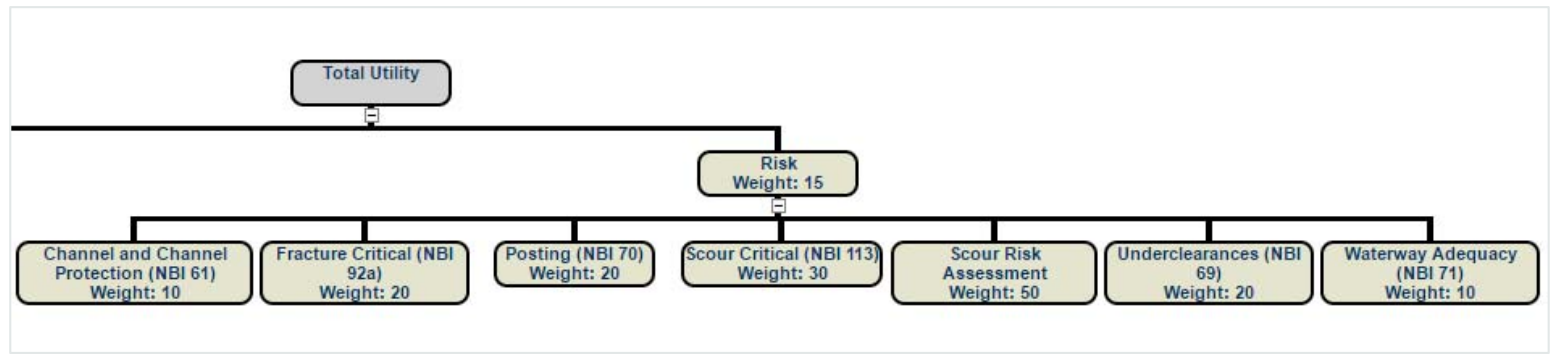 Total Utility
Risk
Weight: 15
Channel and Channel
Protection (NBI 61)
Weight: 10
Fracture Critical (NBI
92a)
Weight: 20
Posting (NBI 70)
Weight: 20
Scour Critical (NBI 113)
Weight: 30
Scour Risk
Assessment
Weight: 50
Underclearances (NBI
69)
Weight: 20
Waterway Adequacy
(NBI 71)
Weight: 10